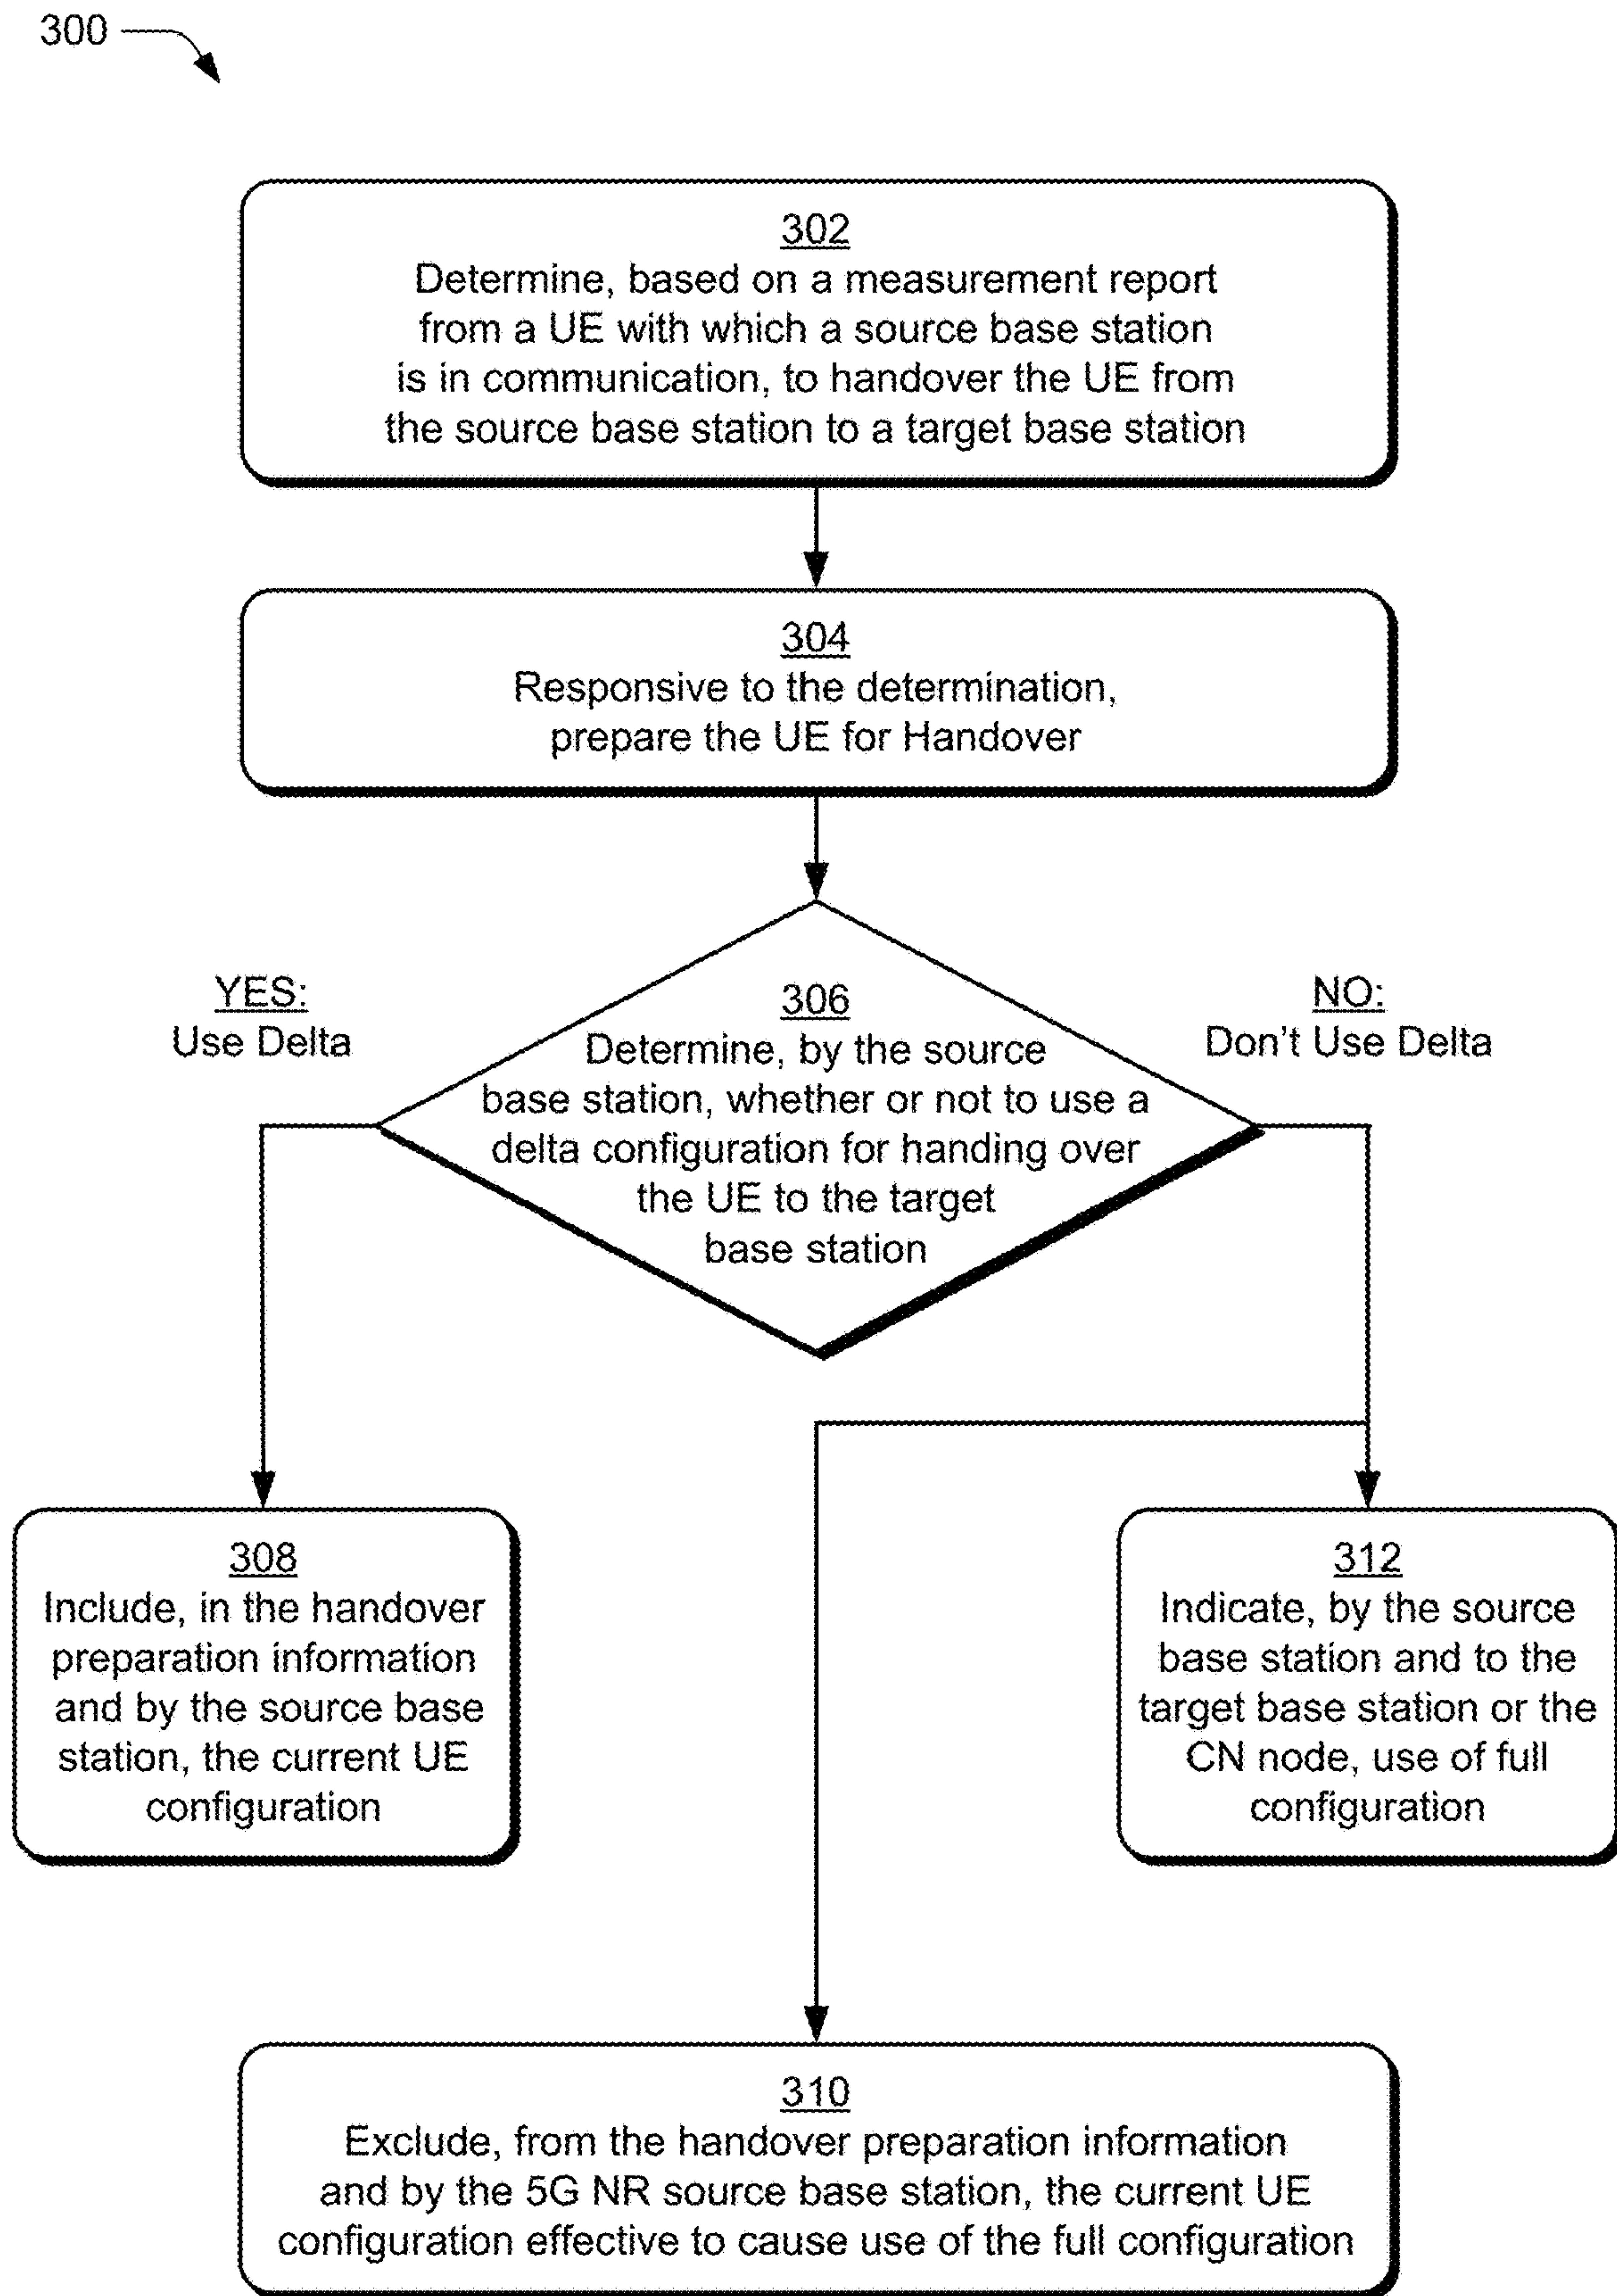 300
302
Determine, based on a measurement report
from a UE with which a source base station
is in communication, to handover the UE from
the source base station to a target base station
304
Responsive to the determination,
prepare the UE for Handover
YES:
Use Delta
306
Determine, by the source
base station, whether or not to use a
delta configuration for handing over
the UE to the target
base station
NO:
Don't Use Delta
308
Include, in the handover
preparation information
and by the source base
station, the current UE
configuration
312
Indicate, by the source
base station and to the
target base station or the
CN node, use of full
configuration
310
Exclude, from the handover preparation information
and by the 5G NR source base station, the current UE
configuration effective to cause use of the full configuration